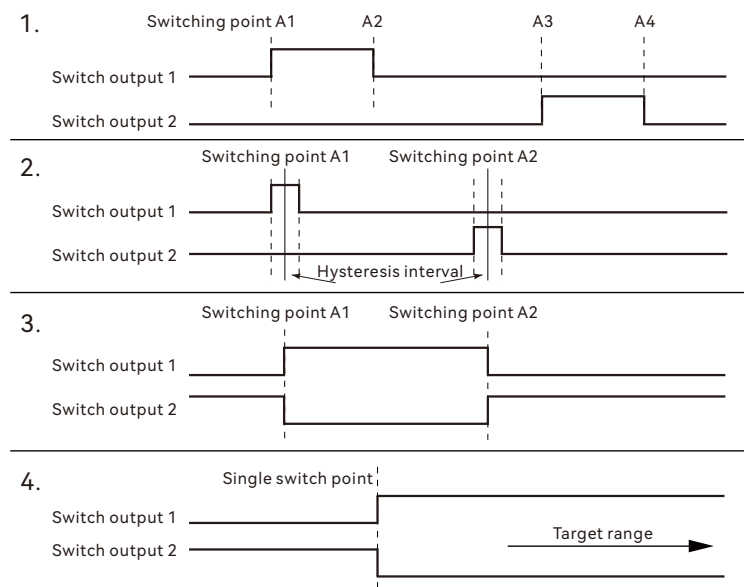 1.
Switching point A1 A2 A3 A4
Switch output 1
Switch output 2
2.
Switching point A1 Switching point A2
Switch output 1
Switch output 2
Hysteresis interval
3.
Switching point A1 Switching point A2
Switch output 1
Switch output 2
4.
Single switch point
Switch output 1
Target range
Switch output 2